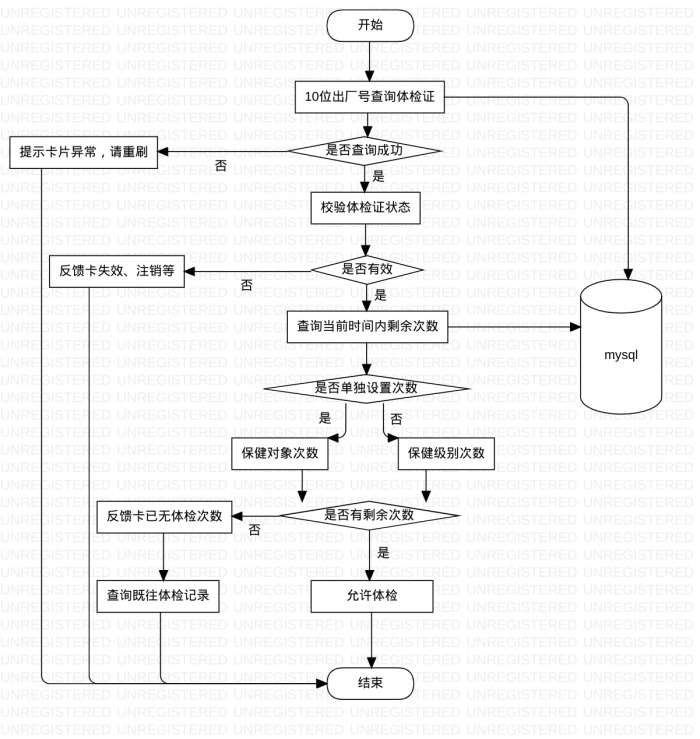 开始
10位出厂号查询体检证
是否查询成功
提示卡片异常，请重刷
否
是
校验体检证状态
是否有效
反馈卡失效、注销等
否
是
查询当前时间内剩余次数
mysql
是否单独设置次数
是
否
保健对象次数
保健级别次数
是否有剩余次数
反馈卡已无体检次数
否
是
查询既往体检记录
允许体检
结束
UNREGISTERED